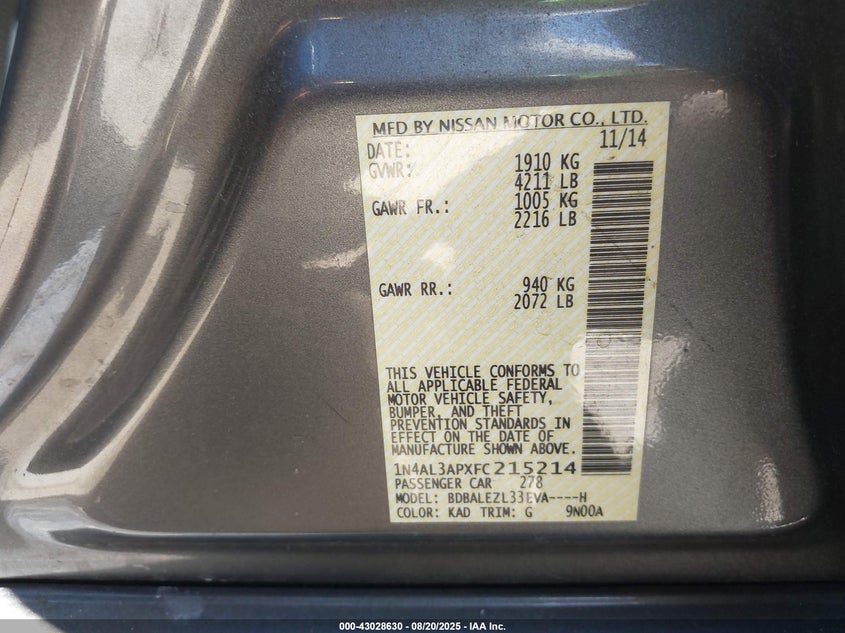 MFD BY NISSAN MOTOR CO., LTD.
DATE: 11/14
GVWR: 1910 KG
4211 LB
GAWR FR.: 1005 KG
2216 LB
GAWR RR.: 940 KG
2072 LB
THIS VEHICLE CONFORMS TO
ALL APPLICABLE FEDERAL
MOTOR VEHICLE SAFETY,
BUMPER, AND THEFT
PREVENTION STANDARDS IN
EFFECT ON THE DATE OF
MANUFACTURE SHOWN ABOVE.
1N4AL3APXFC215214
PASSENGER CAR 278
MODEL: BDBALEZL33EVA----H
COLOR: KAD TRIM: G 9N00A
000-43028630 - 08/20/2025 - IAA Inc.